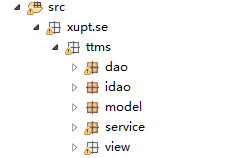 src
xupt.se
ttms
dao
idao
model
service
view